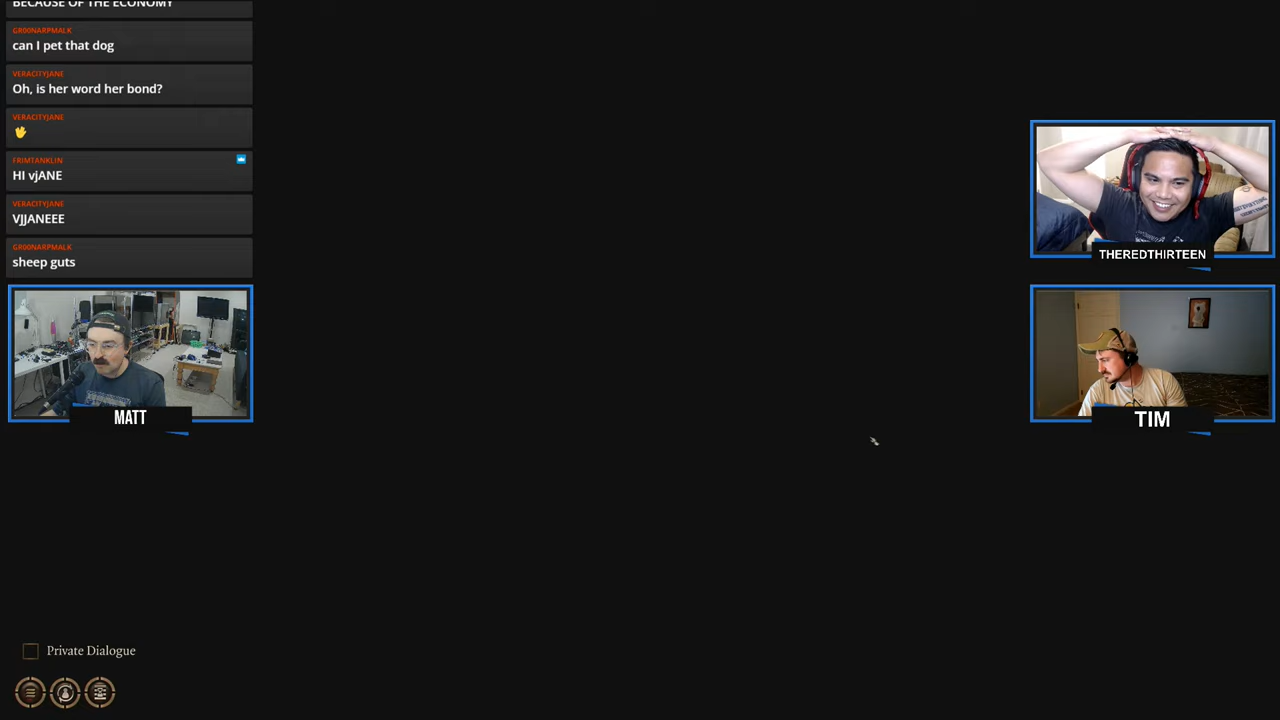 BECAUSE OF THE ECONOMY
GR00NARPMALK
can I pet that dog
VERACITYJANE
Oh, is her word her bond?
VERACITYJANE
FRIMTANKLIN
HI vjANE
VERACITYJANE
VJJANEEE
GR00NARPMALK
sheep guts
THEREDTHIRTEEN
MATT
TIM
Private Dialogue